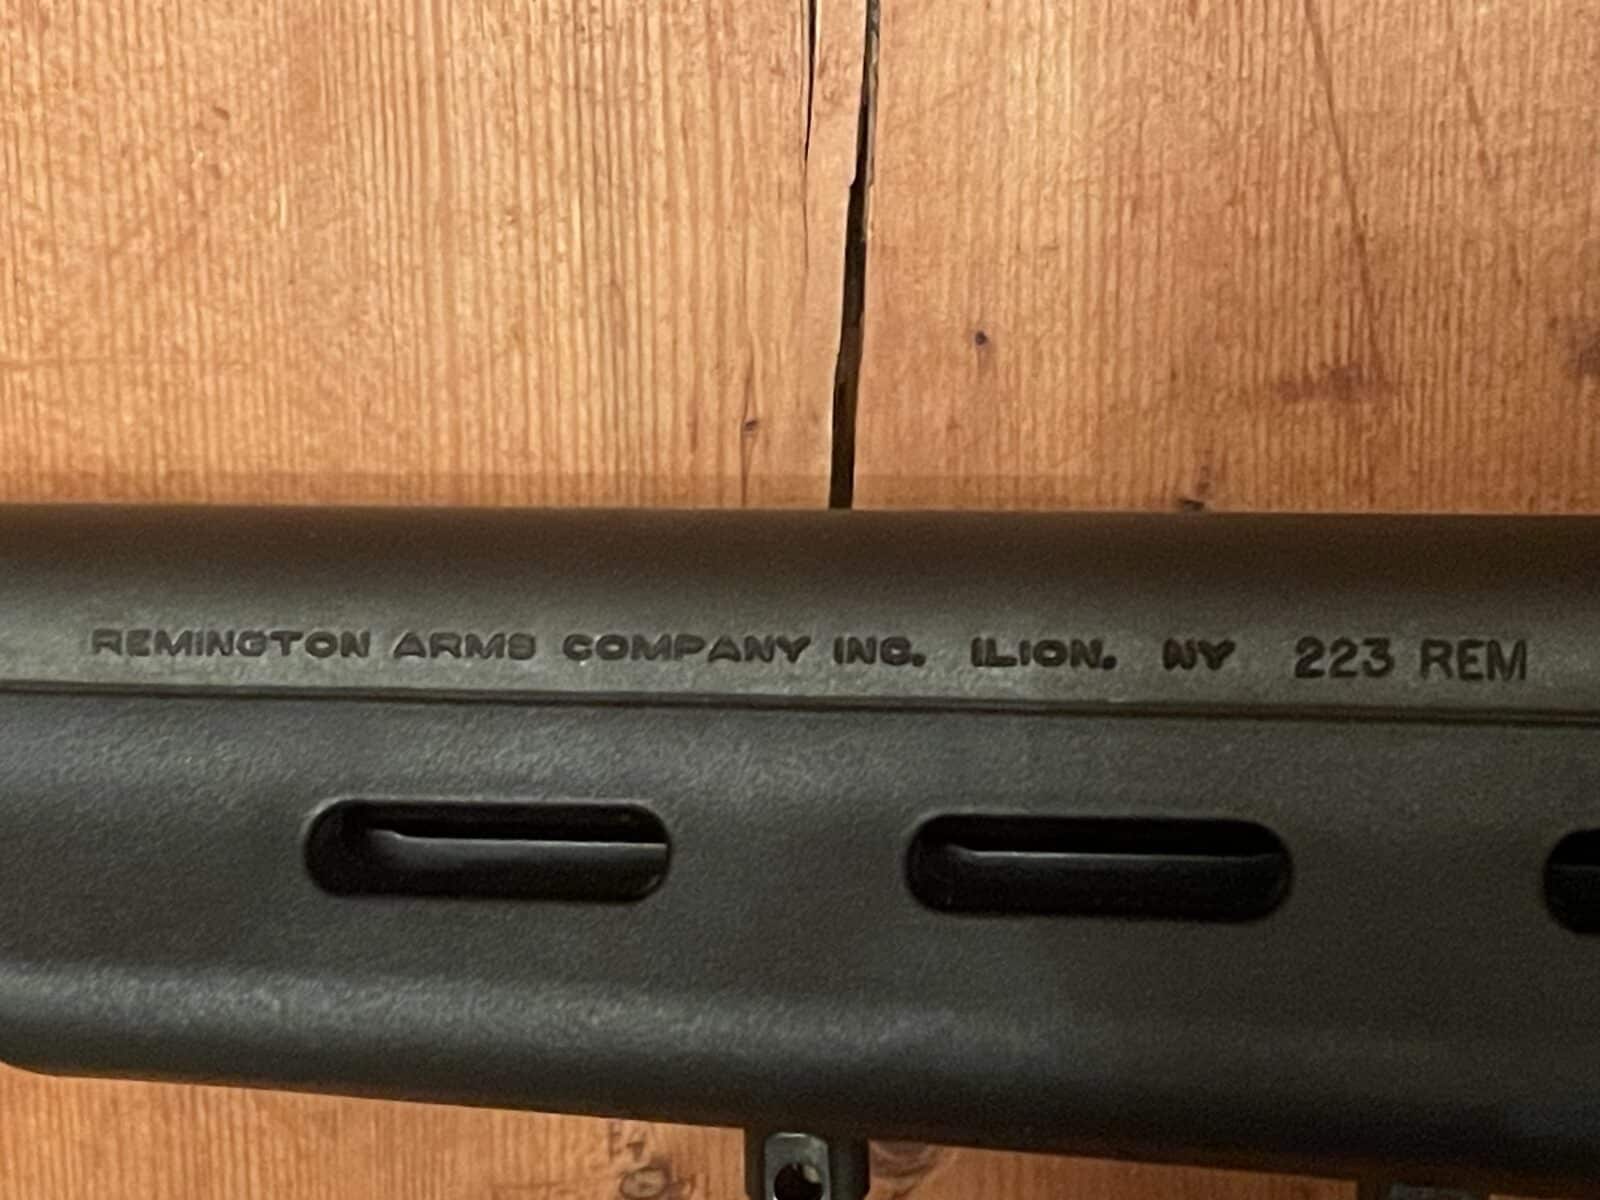 REMINGTON ARMS COMPANY INC. ILION. NY 223 REM